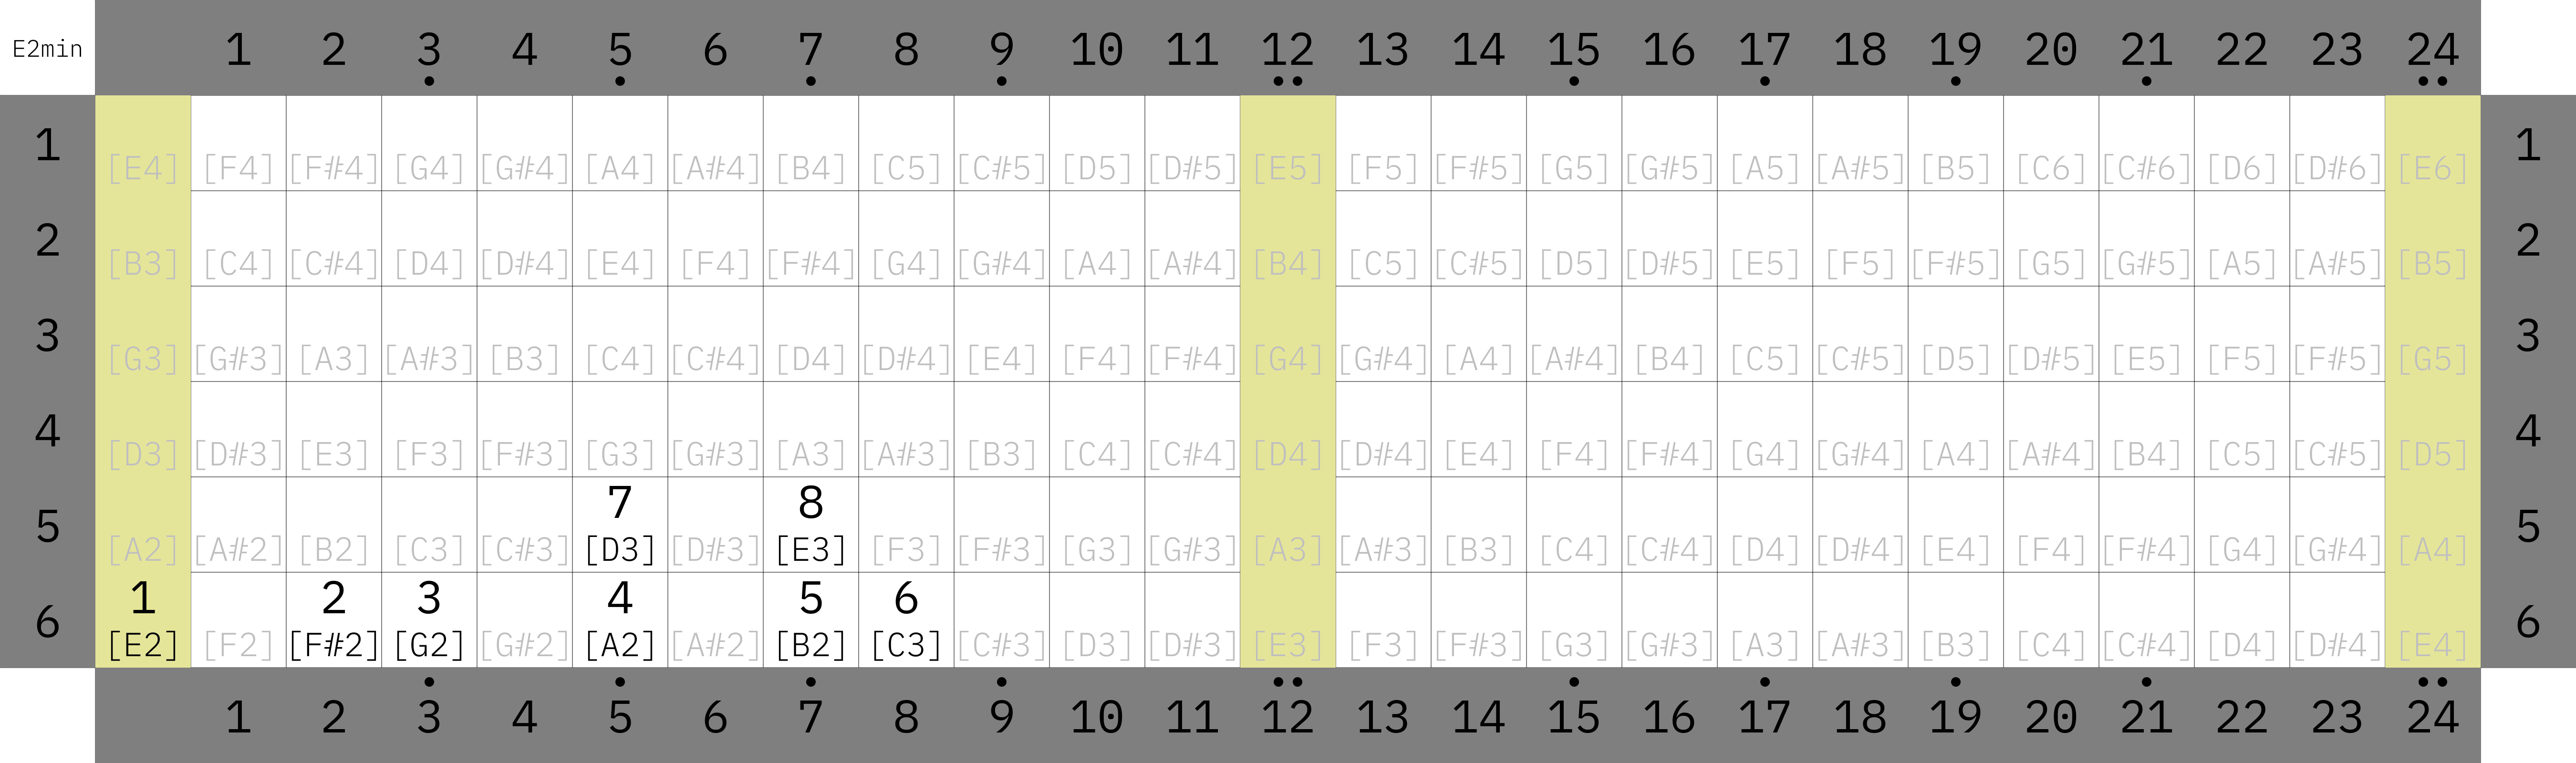 E2min 1 2 3 4 5 6 7 8 9 10 11 12 13 14 15 16 17 18 19 20 21 22 23 24
1 [E4] [F4] [F#4] [G4] [G#4] [A4] [A#4] [B4] [C5] [C#5] [D5] [D#5] [E5] [F5] [F#5] [G5] [G#5] [A5] [A#5] [B5] [C6] [C#6] [D6] [D#6] [E6] 1
2 [B3] [C4] [C#4] [D4] [D#4] [E4] [F4] [F#4] [G4] [G#4] [A4] [A#4] [B4] [C5] [C#5] [D5] [D#5] [E5] [F5] [F#5] [G5] [G#5] [A5] [A#5] [B5] 2
3 [G3] [G#3] [A3] [A#3] [B3] [C4] [C#4] [D4] [D#4] [E4] [F4] [F#4] [G4] [G#4] [A4] [A#4] [B4] [C5] [C#5] [D5] [D#5] [E5] [F5] [F#5] [G5] 3
4 [D3] [D#3] [E3] [F3] [F#3] [G3] [G#3] [A3] [A#3] [B3] [C4] [C#4] [D4] [D#4] [E4] [F4] [F#4] [G4] [G#4] [A4] [A#4] [B4] [C5] [C#5] [D5] 4
7 8
5 [A2] [A#2] [B2] [C3] [C#3] [D3] [D#3] [E3] [F3] [F#3] [G3] [G#3] [A3] [A#3] [B3] [C4] [C#4] [D4] [D#4] [E4] [F4] [F#4] [G4] [G#4] [A4] 5
1 2 3 4 5 6
6 [E2] [F2] [F#2] [G2] [G#2] [A2] [A#2] [B2] [C3] [C#3] [D3] [D#3] [E3] [F3] [F#3] [G3] [G#3] [A3] [A#3] [B3] [C4] [C#4] [D4] [D#4] [E4] 6
1 2 3 4 5 6 7 8 9 10 11 12 13 14 15 16 17 18 19 20 21 22 23 24